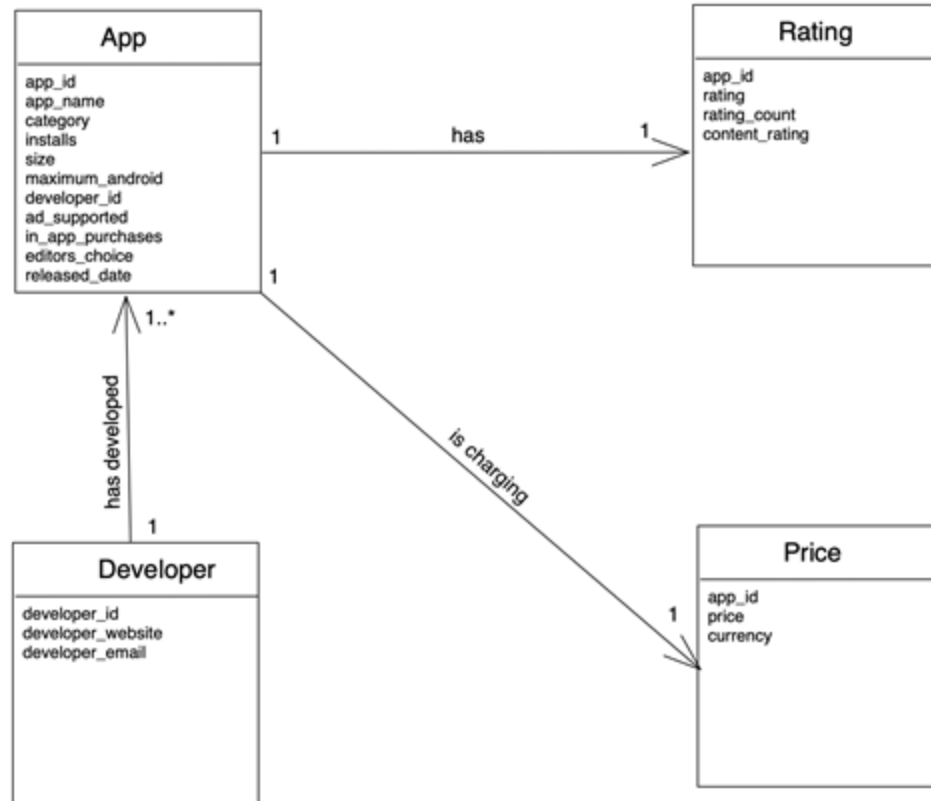 App
app_id
app_name
category
installs
size
maximum_android
developer_id
ad_supported
in_app_purchases
editors_choice
released_date
1
has
1
Rating
app_id
rating
rating_count
content_rating
1
is charging
1
1..*
has developed
1
Developer
developer_id
developer_website
developer_email
Price
app_id
price
currency